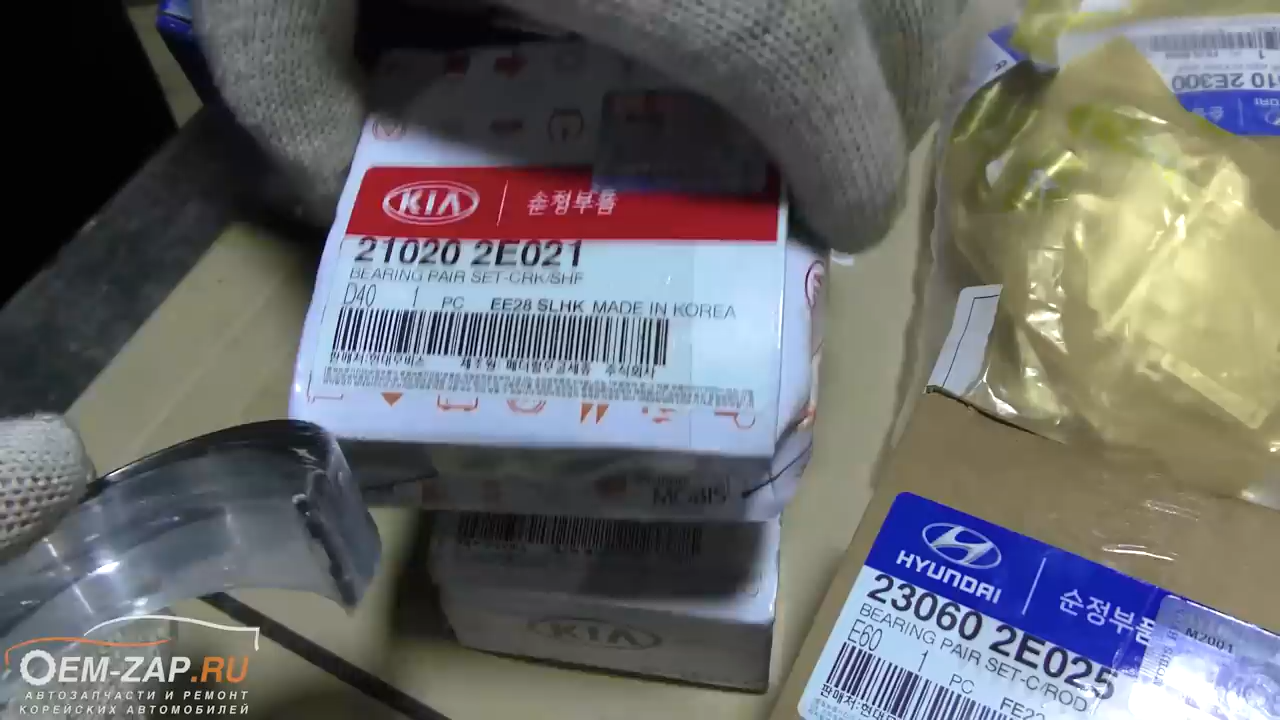 KIA 순정부품
21020 2E021
BEARING PAIR SET-CRK/SHF
D40 1 PC EE28 SLHK MADE IN KOREA
MOBIS
KIA
2E300
HYUNDAI 순정부품
23060 2E025
BEARING PAIR SET-C/ROD
E60 1 PC
M2001
OEM-ZAP.RU
АВТОЗАПЧАСТИ И РЕМОНТ
КОРЕЙСКИХ АВТОМОБИЛЕЙ